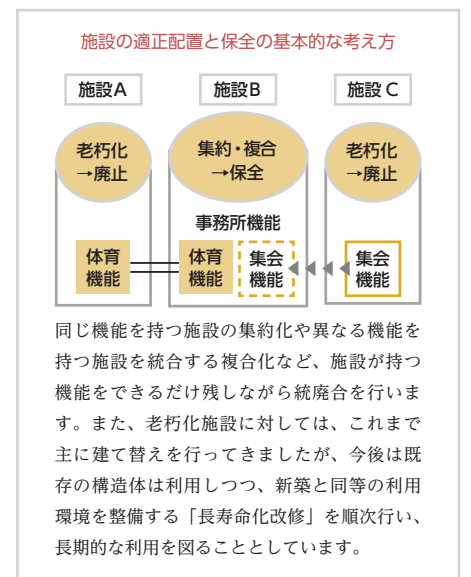 施設の適正配置と保全の基本的な考え方
施設A 施設B 施設C
老朽化 集約・複合 老朽化
→廃止 →保全 →廃止
事務所機能
体育 体育 集会 集会
機能 機能 機能 機能
同じ機能を持つ施設の集約化や異なる機能を
持つ施設を統合する複合化など、施設が持つ
機能をできるだけ残しながら統廃合を行いま
す。また、老朽化施設に対しては、これまで
主に建て替えを行ってきましたが、今後は既
存の構造体は利用しつつ、新築と同等の利用
環境を整備する「長寿命化改修」を順次行い、
長期的な利用を図ることとしています。